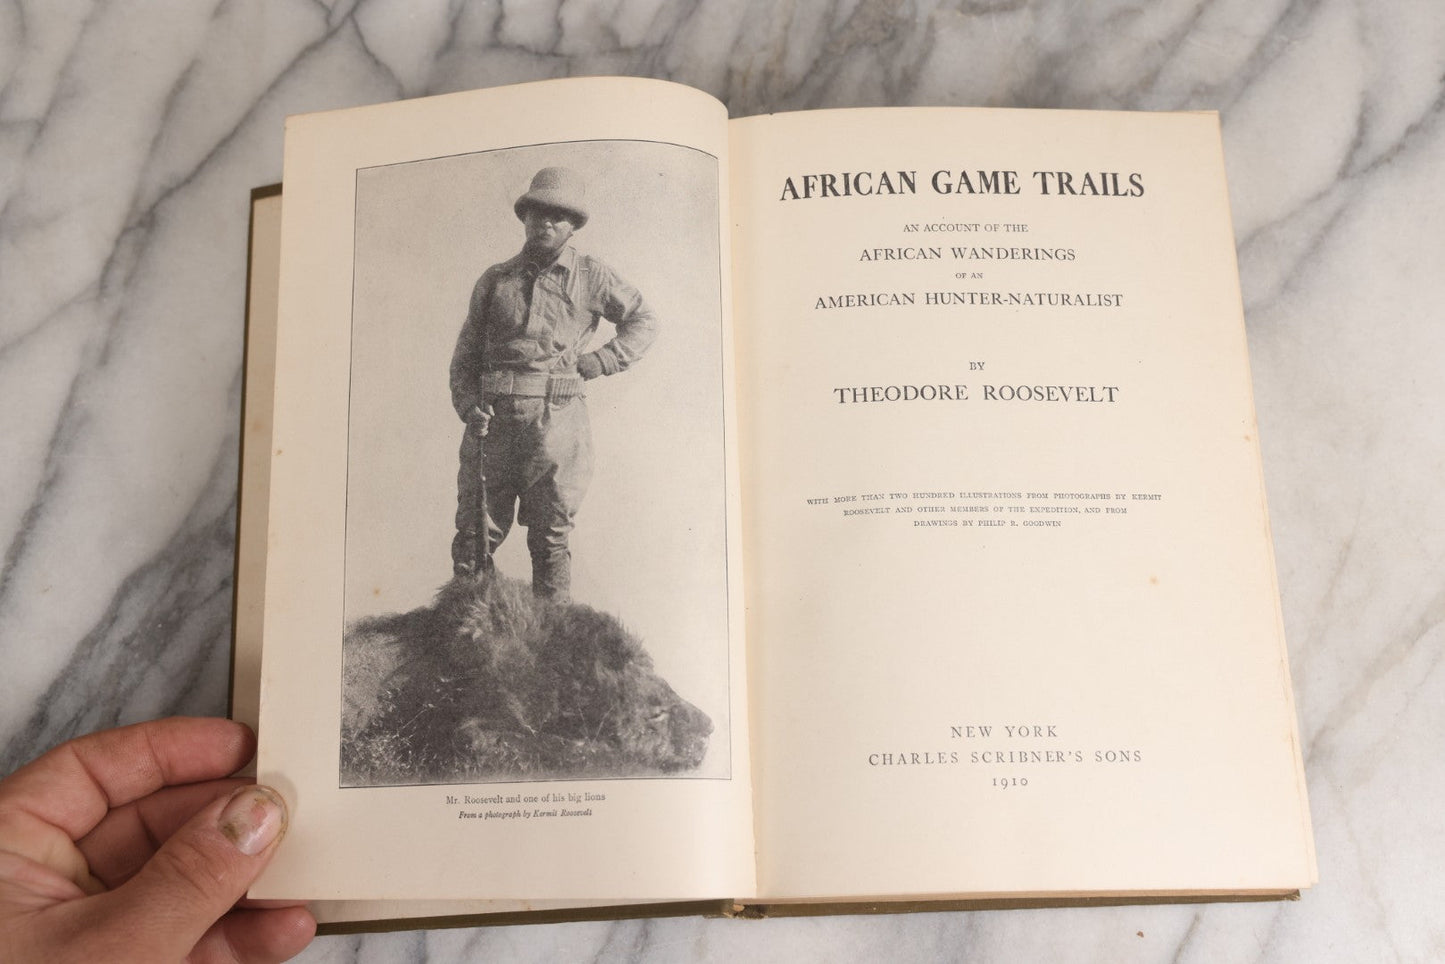 Mr. Roosevelt and one of his big lions
From a photograph by Kermit Roosevelt
AFRICAN GAME TRAILS
AN ACCOUNT OF THE
AFRICAN WANDERINGS
OF AN
AMERICAN HUNTER-NATURALIST
BY
THEODORE ROOSEVELT
WITH MORE THAN TWO HUNDRED ILLUSTRATIONS FROM PHOTOGRAPHS BY KERMIT
ROOSEVELT AND OTHER MEMBERS OF THE EXPEDITION, AND FROM
DRAWINGS BY PHILIP R. GOODWIN
NEW YORK
CHARLES SCRIBNER'S SONS
1910